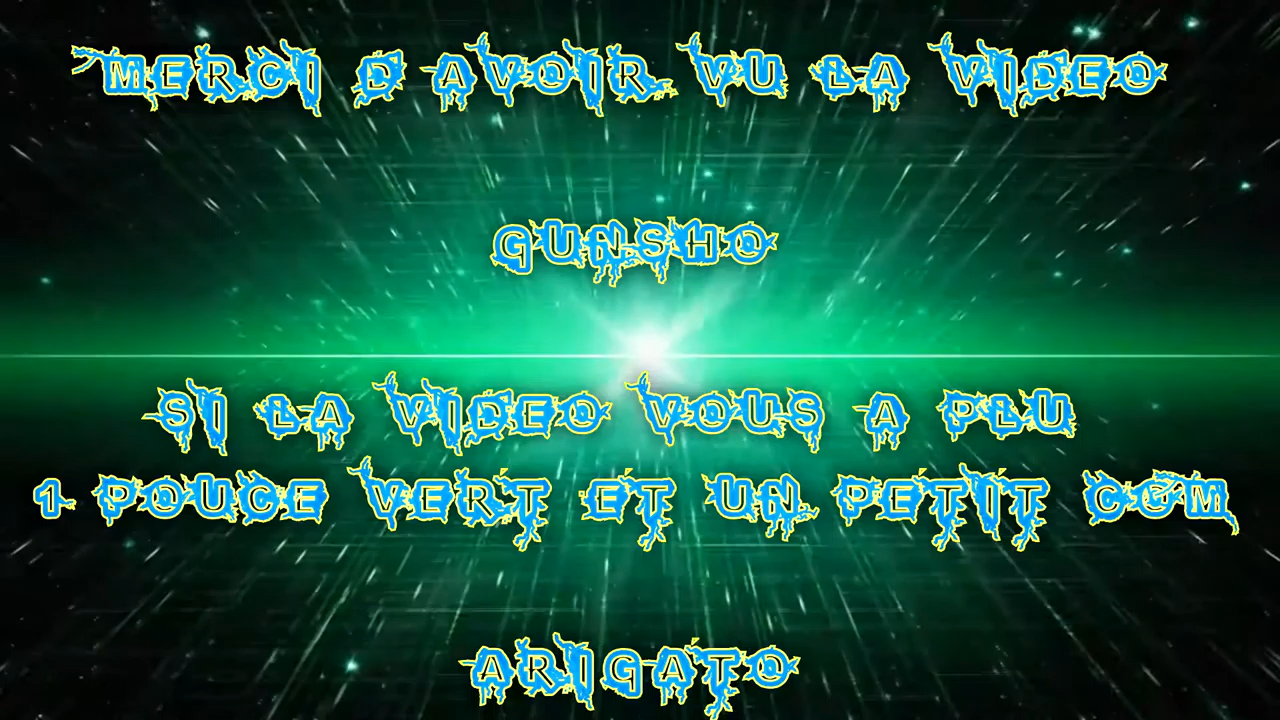 MERCI D AVOIR VU LA VIDEO
GUNSHO
SI LA VIDEO VOUS A PLU
1 POUCE VERT ET UN PETIT COM
ARIGATO